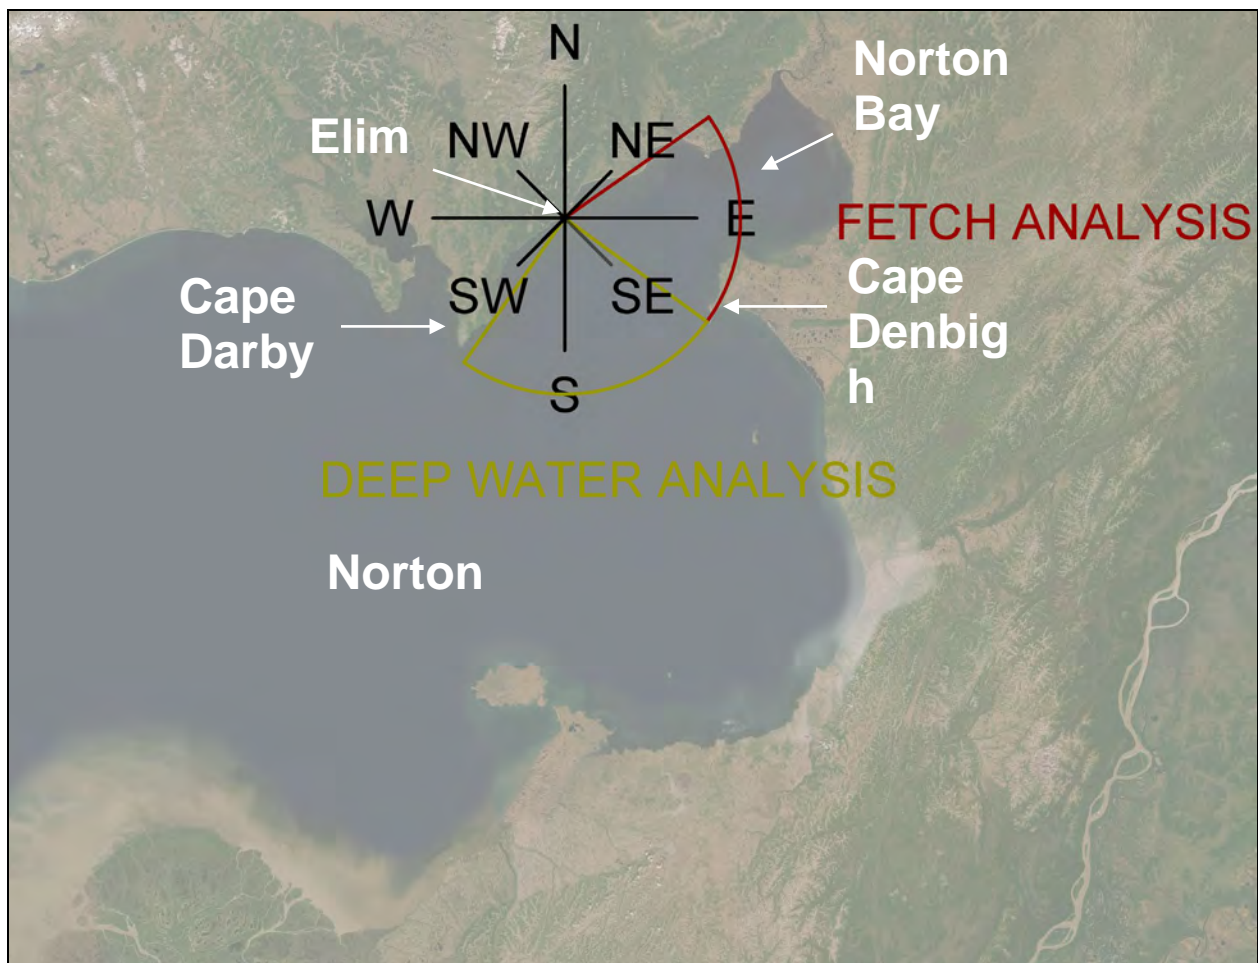 N
Norton
Bay
Elim
NW
NE
W
E
FETCH ANALYSIS
Cape
Darby
SW
SE
Cape
Denbig
h
S
DEEP WATER ANALYSIS
Norton